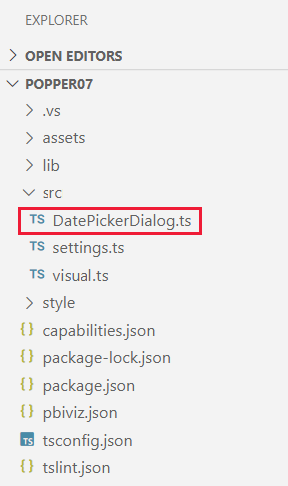 EXPLORER
OPEN EDITORS
POPPER07
.vs
assets
lib
src
TS DatePickerDialog.ts
TS settings.ts
TS visual.ts
style
{ } capabilities.json
{ } package-lock.json
{ } package.json
{ } pbiviz.json
TS tsconfig.json
{ } tslint.json